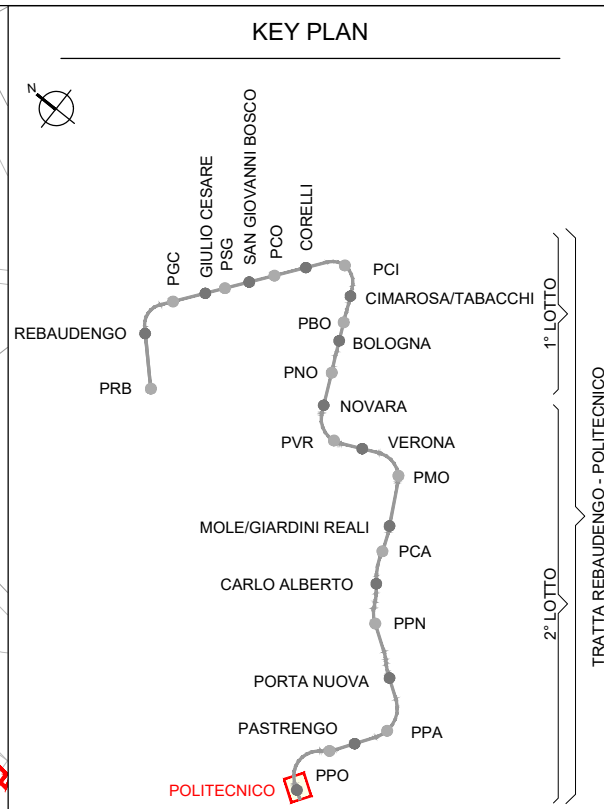 KEY PLAN
N
PGC
GIULIO CESARE
PSG
SAN GIOVANNI BOSCO
PCO
CORELLI
PCI
CIMAROSA/TABACCHI
REBAUDENGO
PBO
BOLOGNA
PNO
PRB
NOVARA
PVR
VERONA
PMO
MOLE/GIARDINI REALI
PCA
CARLO ALBERTO
PPN
PORTA NUOVA
PASTRENGO
PPA
PPO
POLITECNICO
1° LOTTO
2° LOTTO
TRATTA REBAUDENGO - POLITECNICO